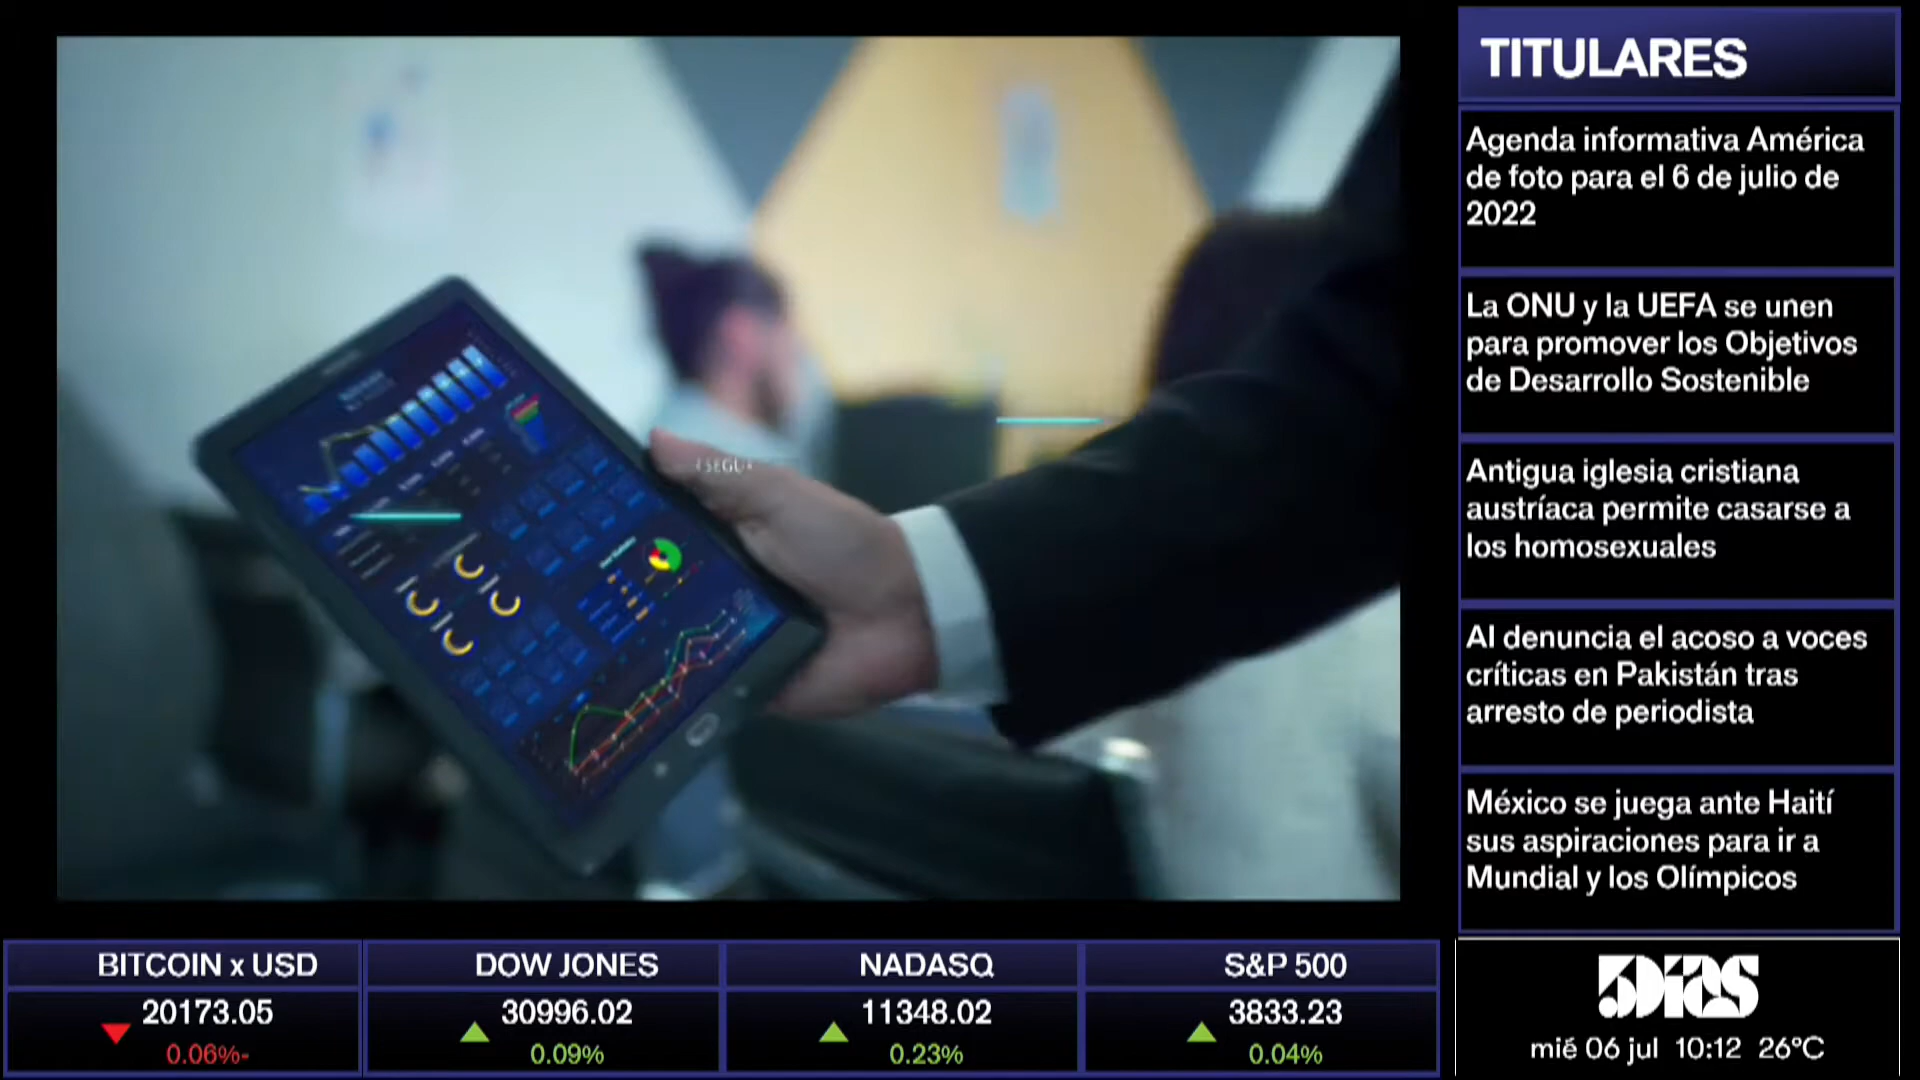 TITULARES
Agenda informativa América
de foto para el 6 de julio de
2022
La ONU y la UEFA se unen
para promover los Objetivos
de Desarrollo Sostenible
Antigua iglesia cristiana
austríaca permite casarse a
los homosexuales
AI denuncia el acoso a voces
críticas en Pakistán tras
arresto de periodista
México se juega ante Haití
sus aspiraciones para ir a
Mundial y los Olímpicos
BITCOIN x USD
20173.05
0.06%-
DOW JONES
30996.02
0.09%
NADASQ
11348.02
0.23%
S&P 500
3833.23
0.04%
5Dias
mié 06 jul 10:12 26°C